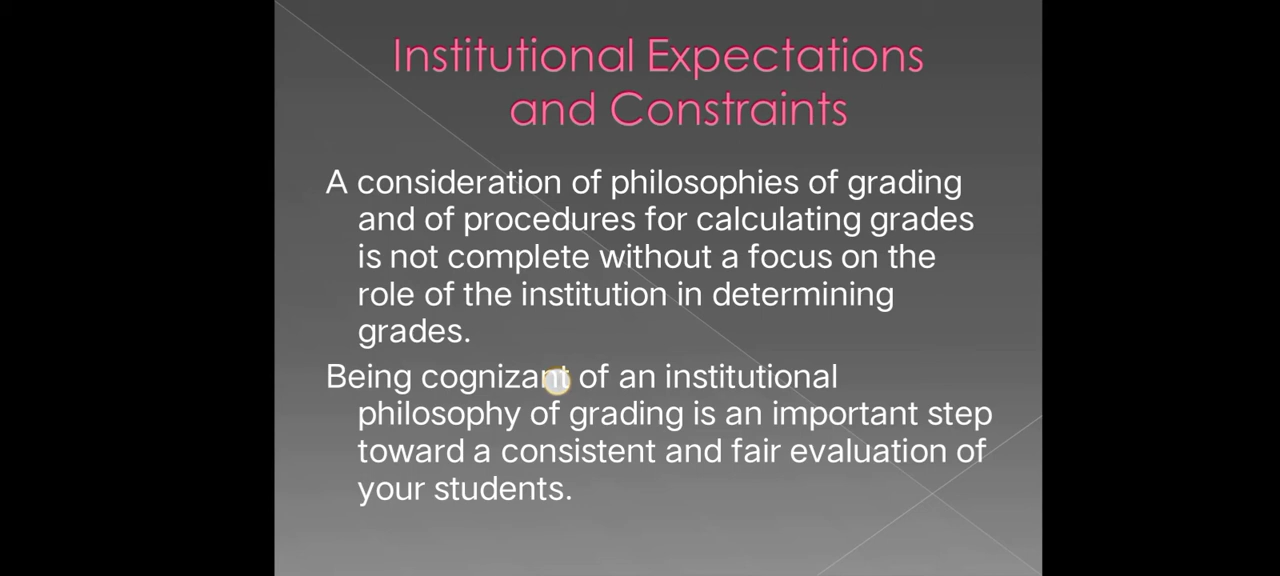 Institutional Expectations
and Constraints
A consideration of philosophies of grading
and of procedures for calculating grades
is not complete without a focus on the
role of the institution in determining
grades.
Being cognizant of an institutional
philosophy of grading is an important step
toward a consistent and fair evaluation of
your students.